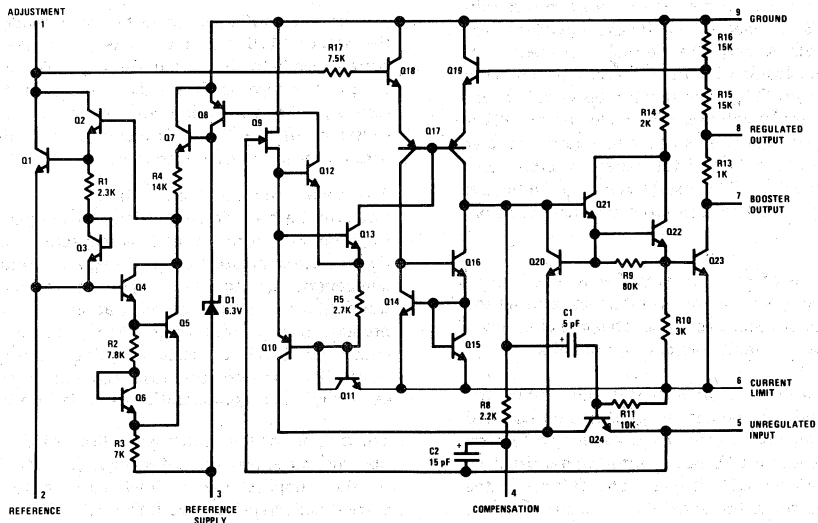 ADJUSTMENT
1
9
GROUND
R17
7.5K
Q18
Q19
R16
15K
R15
15K
Q2
Q7
Q8
Q9
Q17
R14
2K
8
REGULATED
OUTPUT
Q1
R4
14K
Q12
R13
1K
R1
2.3K
Q21
7
BOOSTER
OUTPUT
Q13
Q22
Q3
Q20
Q23
Q16
R9
80K
Q4
D1
6.3V
R5
2.7K
Q14
C1
5 pF
R10
3K
Q5
R2
7.8K
Q10
Q15
Q11
6
CURRENT
LIMIT
Q6
R8
2.2K
R11
10K
5
UNREGULATED
INPUT
R3
7K
C2
15 pF
Q24
2
REFERENCE
3
REFERENCE
SUPPLY
4
COMPENSATION